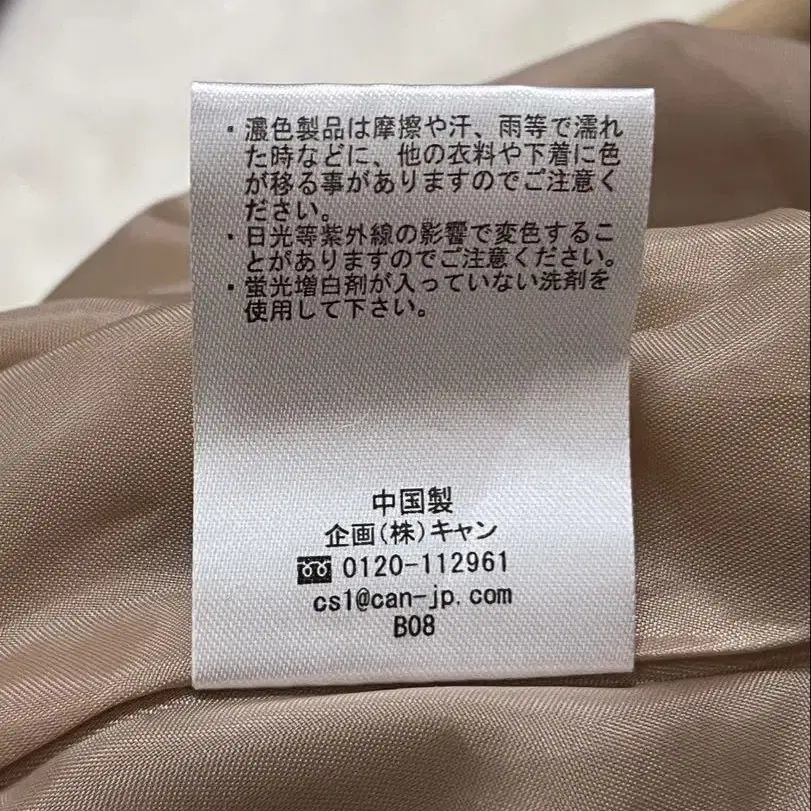 ・濃色製品は摩擦や汗、雨等で濡れ
た時などに、他の衣料や下着に色
が移る事がありますのでご注意く
ださい。
・日光等紫外線の影響で変色するこ
とがありますのでご注意ください。
・蛍光増白剤が入っていない洗剤を
使用して下さい。
中国製
企画(株)キャン
0120-112961
cs1@can-jp.com
B08